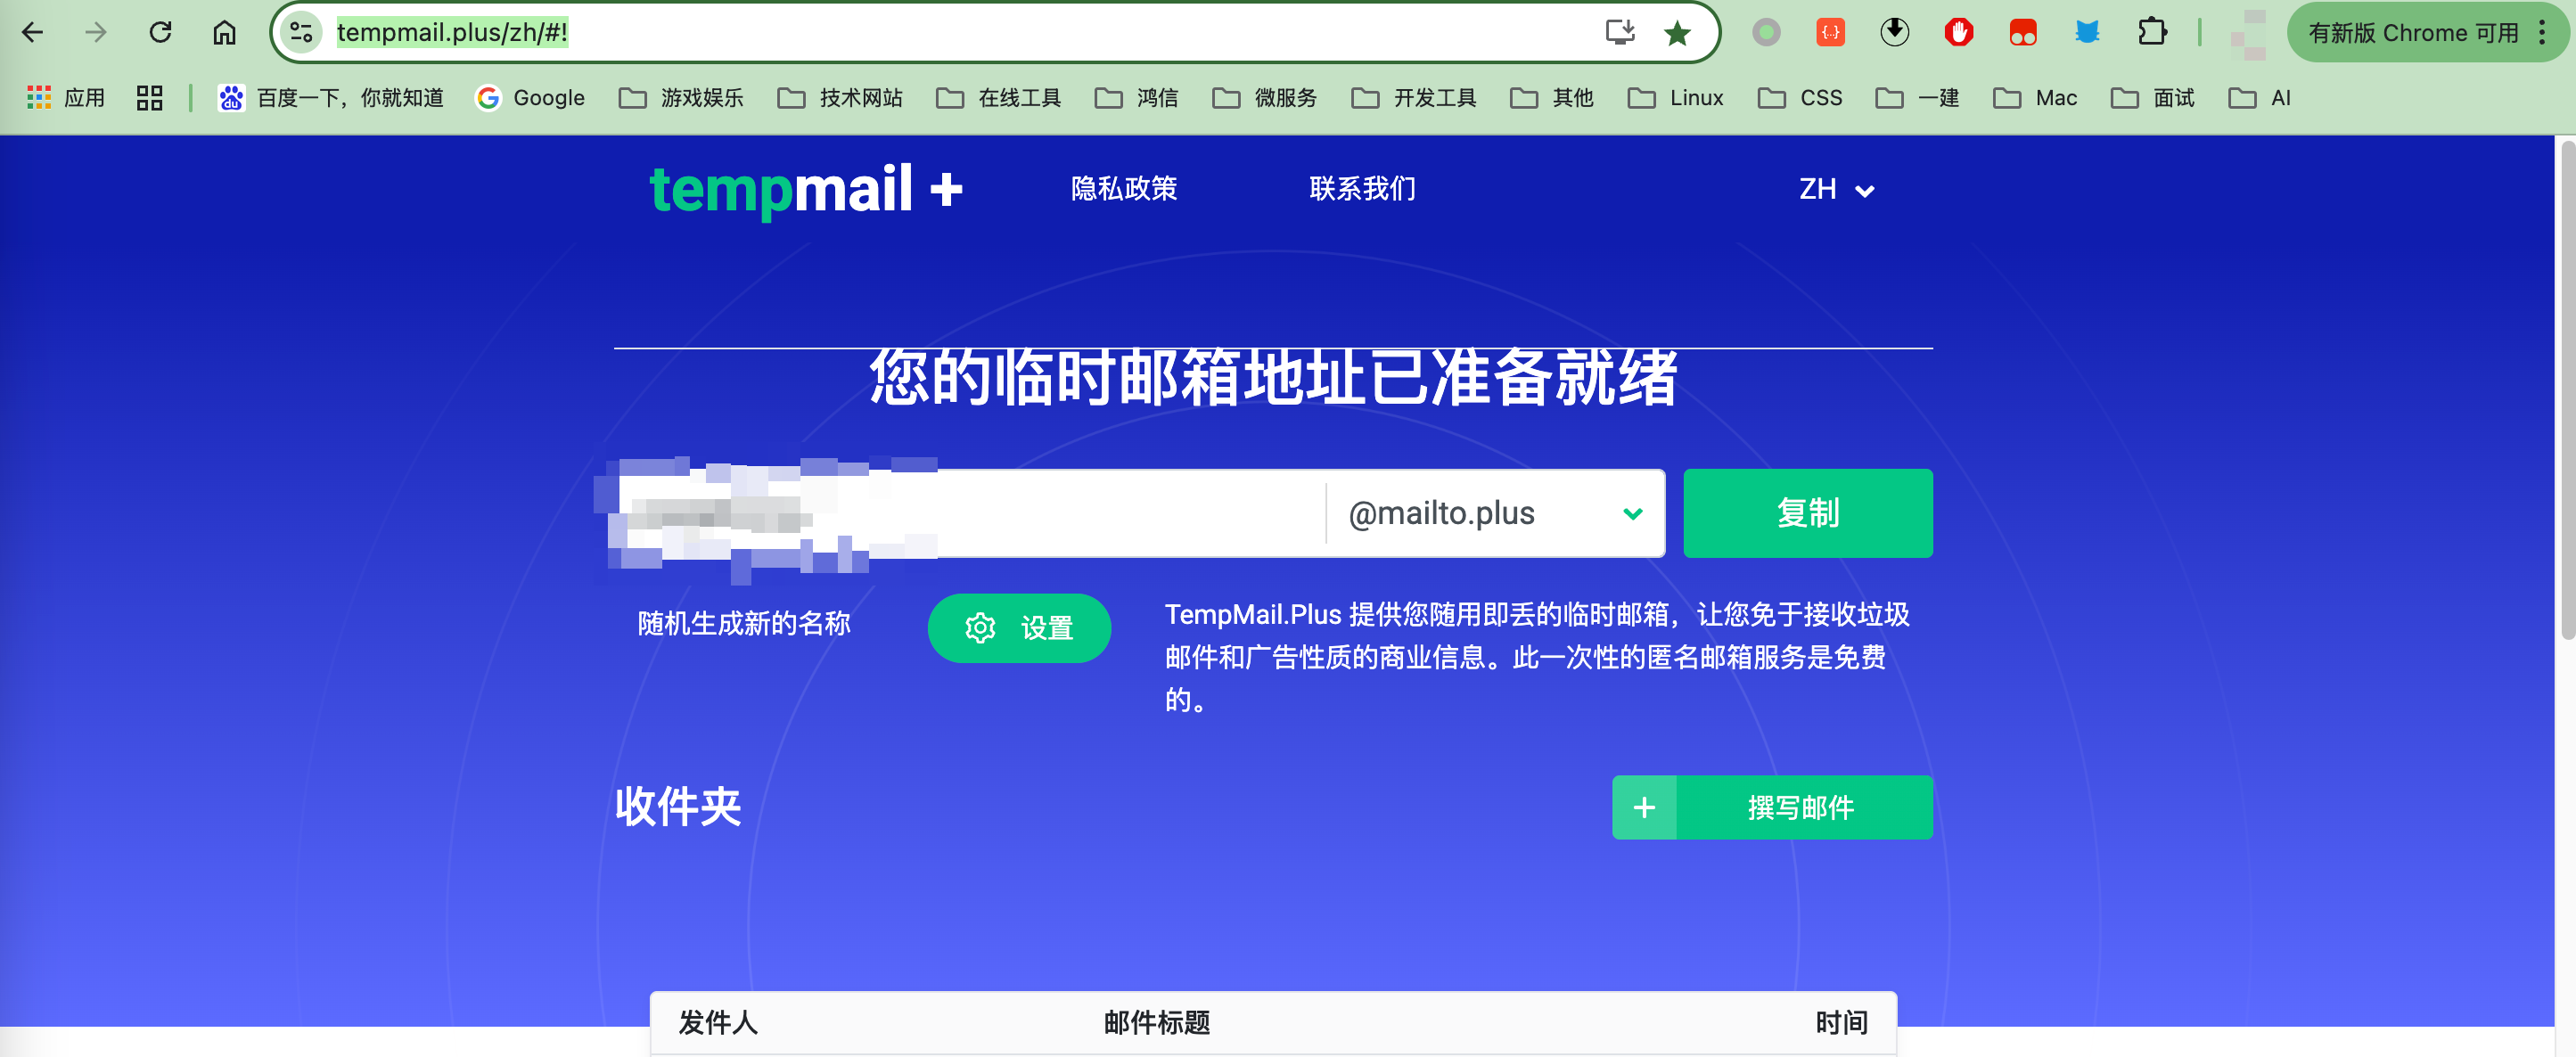 tempmail.plus/zh/#!
有新版 Chrome 可用
应用 百度一下，你就知道 Google 游戏娱乐 技术网站 在线工具 鸿信 微服务 开发工具 其他 Linux CSS 一建 Mac 面试 AI
tempmail + 隐私政策 联系我们 ZH
您的临时邮箱地址已准备就绪
@mailto.plus 复制
随机生成新的名称 设置
TempMail.Plus 提供您随用即丢的临时邮箱，让您免于接收垃圾
邮件和广告性质的商业信息。此一次性的匿名邮箱服务是免费
的。
收件夹 + 撰写邮件
发件人 邮件标题 时间